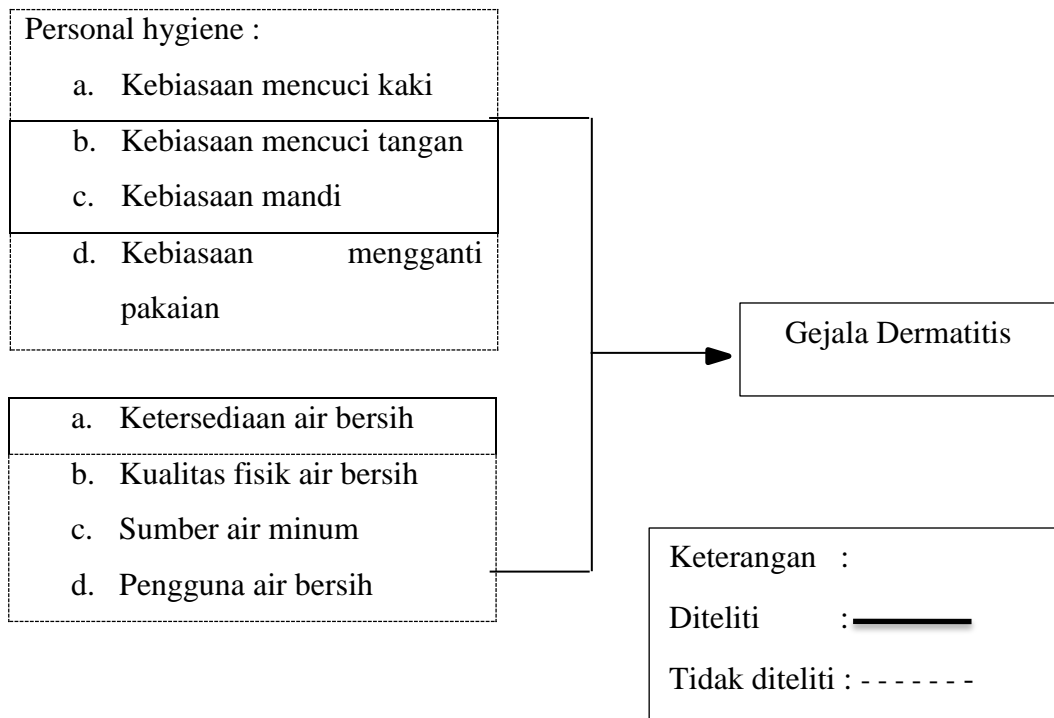 Personal hygiene :
a. Kebiasaan mencuci kaki
b. Kebiasaan mencuci tangan
c. Kebiasaan mandi
d. Kebiasaan mengganti
pakaian
a. Ketersediaan air bersih
b. Kualitas fisik air bersih
c. Sumber air minum
d. Pengguna air bersih
Gejala Dermatitis
Keterangan :
Diteliti :
Tidak diteliti : - - - - - - -